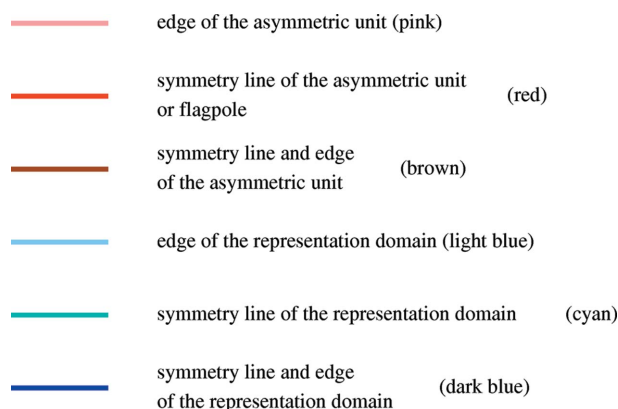 edge of the asymmetric unit (pink)
symmetry line of the asymmetric unit
or flagpole (red)
symmetry line and edge
of the asymmetric unit (brown)
edge of the representation domain (light blue)
symmetry line of the representation domain (cyan)
symmetry line and edge
of the representation domain (dark blue)